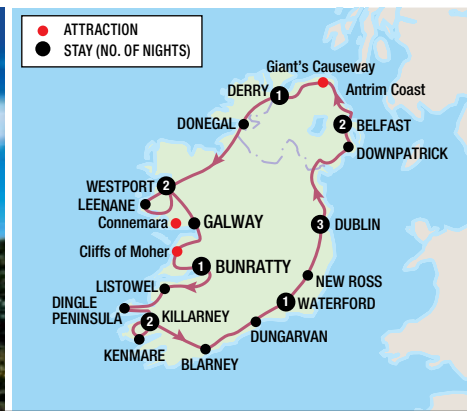 ATTRACTION
STAY (NO. OF NIGHTS)
Giant's Causeway
DERRY
1
Antrim Coast
DONEGAL
2
BELFAST
DOWNPATRICK
WESTPORT
2
LEENANE
Connemara
GALWAY
3
DUBLIN
Cliffs of Moher
1
BUNRATTY
LISTOWEL
NEW ROSS
DINGLE
PENINSULA
2
KILLARNEY
1
WATERFORD
DUNGARVAN
KENMARE
BLARNEY